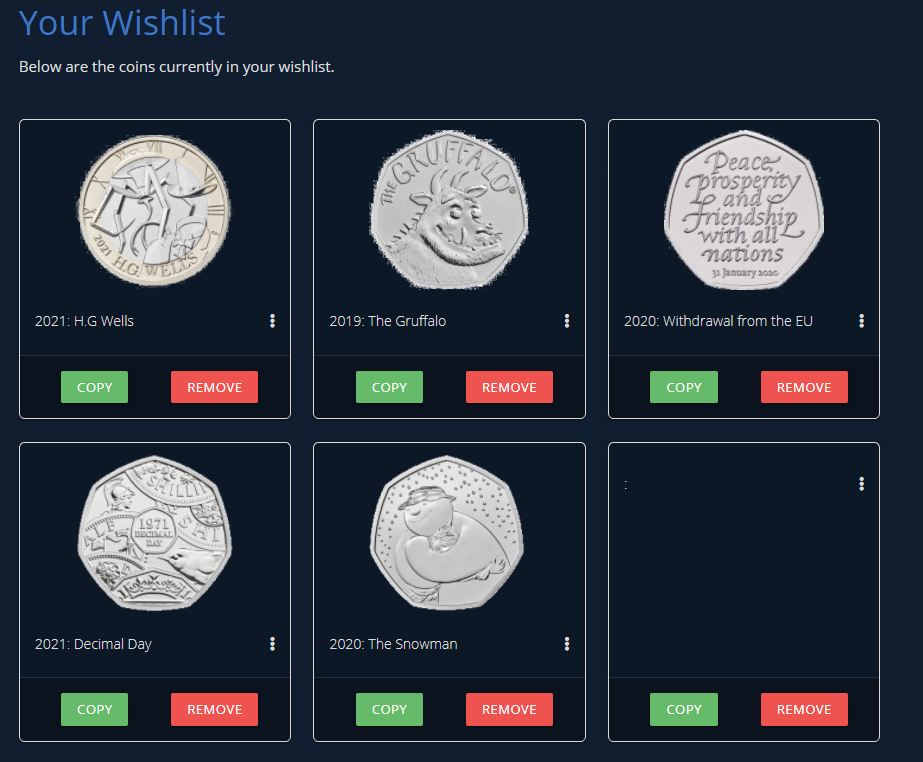 Your Wishlist
Below are the coins currently in your wishlist.
2021 H.G. WELLS
THE GRUFFALO
Peace,
prosperity
and
friendship
with all
nations
31 January 2020
2021: H.G Wells
2019: The Gruffalo
2020: Withdrawal from the EU
COPY
REMOVE
COPY
REMOVE
COPY
REMOVE
1971
DECIMAL
DAY
:
2021: Decimal Day
2020: The Snowman
COPY
REMOVE
COPY
REMOVE
COPY
REMOVE